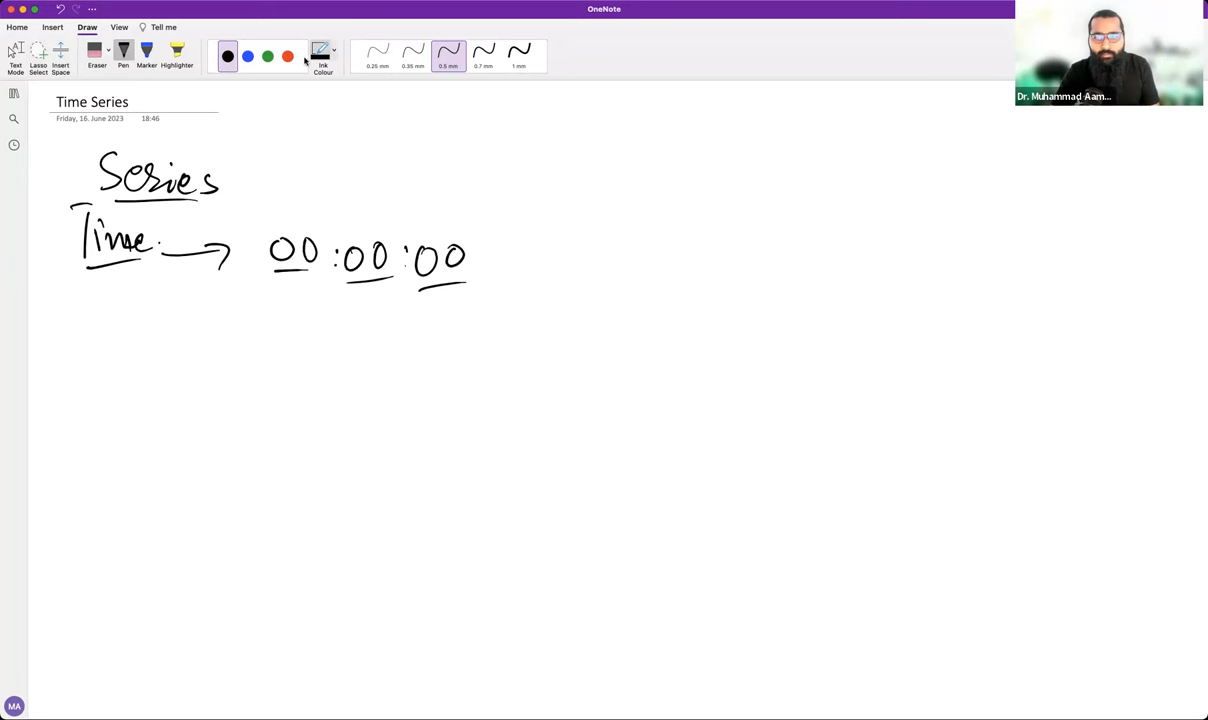 OneNote
Home Insert Draw View Tell me
Text Mode
Lasso Select
Insert Space
Eraser
Pen
Marker
Highlighter
Ink Colour
0.25 mm
0.35 mm
0.5 mm
0.7 mm
1 mm
Dr. Muhammad Aam...
Time Series
Friday, 16. June 2023 18:46
Series
Time → 00:00:00
MA